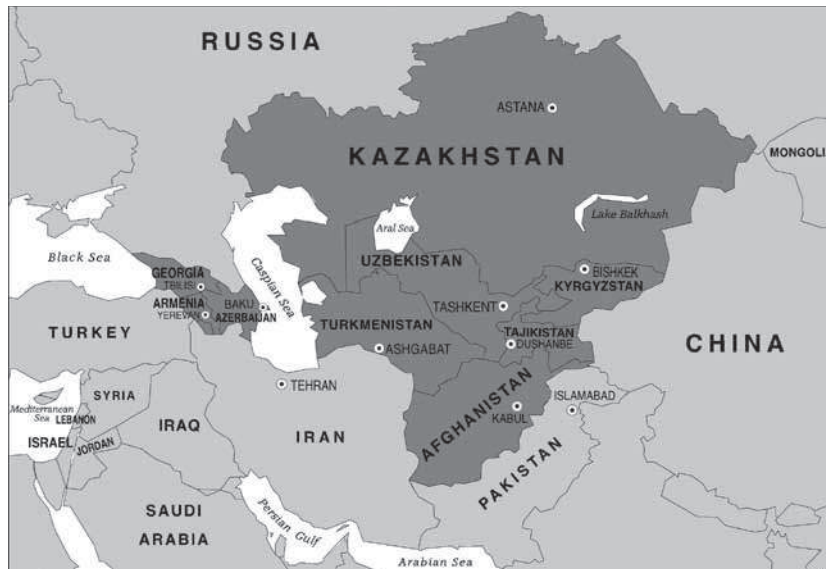 RUSSIA
ASTANA
KAZAKHSTAN
MONGOLI
Lake Balkhash
Aral Sea
Black Sea
Caspian Sea
UZBEKISTAN
GEORGIA
TBILISI
BISHKEK
KYRGYZSTAN
ARMENIA
YEREVAN
BAKU
AZERBAIJAN
TASHKENT
TURKMENISTAN
TAJIKISTAN
DUSHANBE
TURKEY
ASHGABAT
CHINA
TEHRAN
SYRIA
AFGHANISTAN
ISLAMABAD
Mediterranean
Sea
LEBANON
KABUL
IRAQ
IRAN
ISRAEL
JORDAN
PAKISTAN
SAUDI
ARABIA
Persian Gulf
Arabian Sea